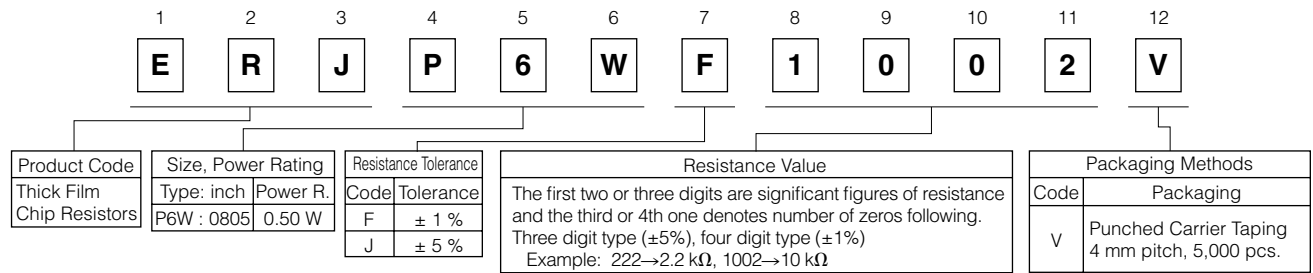 1 2 3 4 5 6 7 8 9 10 11 12
E R J P 6 W F 1 0 0 2 V
Product Code
Thick Film
Chip Resistors
Size, Power Rating
Type: inch Power R.
P6W : 0805 0.50 W
Resistance Tolerance
Code Tolerance
F ± 1 %
J ± 5 %
Resistance Value
The first two or three digits are significant figures of resistance
and the third or 4th one denotes number of zeros following.
Three digit type (±5%), four digit type (±1%)
Example: 222→2.2 kΩ, 1002→10 kΩ
Packaging Methods
Code Packaging
V Punched Carrier Taping
4 mm pitch, 5,000 pcs.